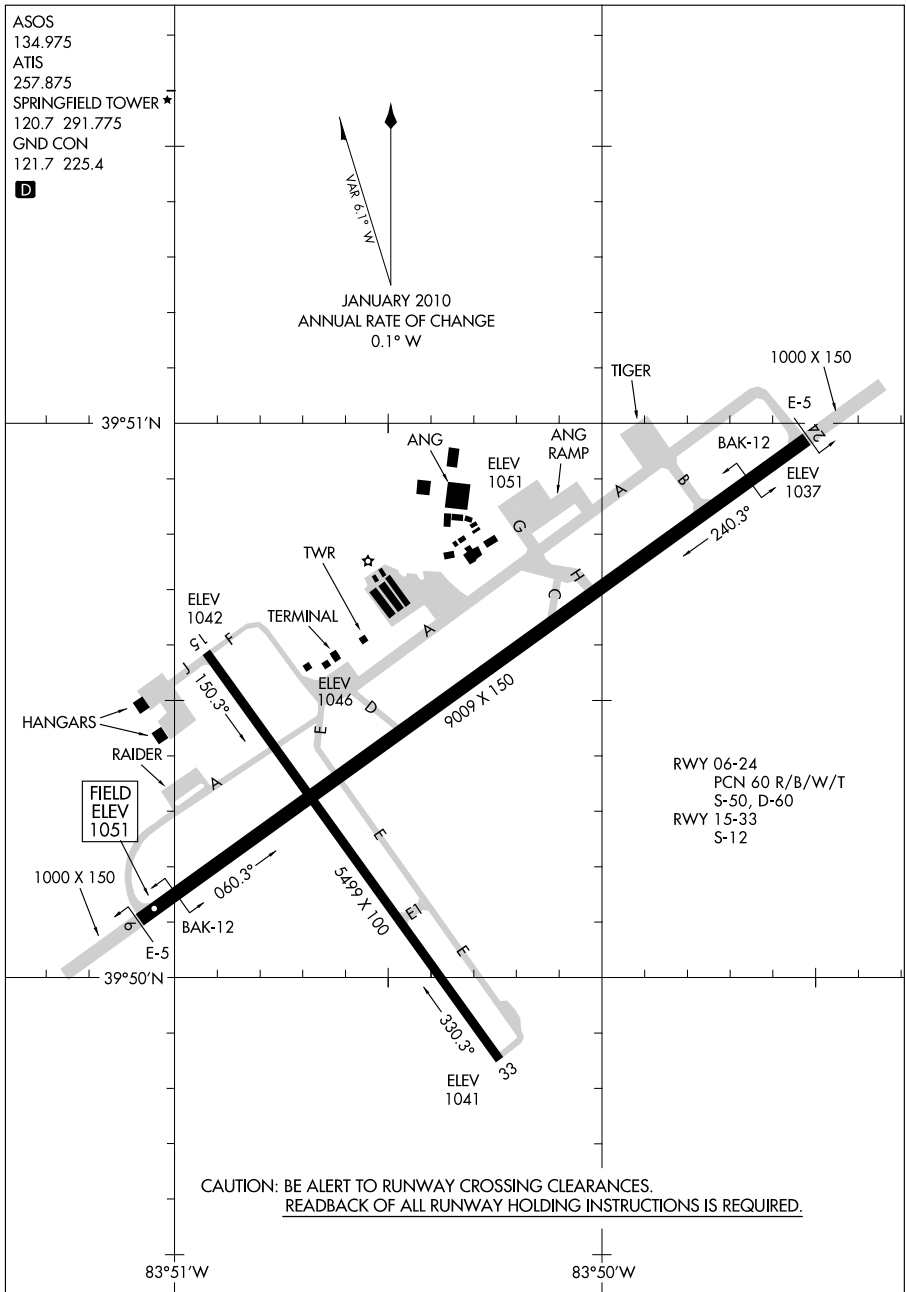 ASOS
134.975
ATIS
257.875
SPRINGFIELD TOWER
120.7 291.775
GND CON
121.7 225.4
D
VAR 6.1° W
JANUARY 2010
ANNUAL RATE OF CHANGE
0.1° W
TIGER
1000 X 150
39°51'N
E-5
24
ANG
ANG
RAMP
BAK-12
ELEV
1051
ELEV
1037
A
B
G
240.3°
TWR
H
C
ELEV
1042
TERMINAL
A
15
F
J
ELEV
1046
150.3°
D
9009 X 150
HANGARS
E
RAIDER
A
RWY 06-24
PCN 60 R/B/W/T
S-50, D-60
RWY 15-33
S-12
FIELD
ELEV
1051
E
060.3°
1000 X 150
5499 X 100
E1
6
BAK-12
E-5
E
39°50'N
330.3°
33
ELEV
1041
CAUTION: BE ALERT TO RUNWAY CROSSING CLEARANCES.
READBACK OF ALL RUNWAY HOLDING INSTRUCTIONS IS REQUIRED.
83°51'W
83°50'W